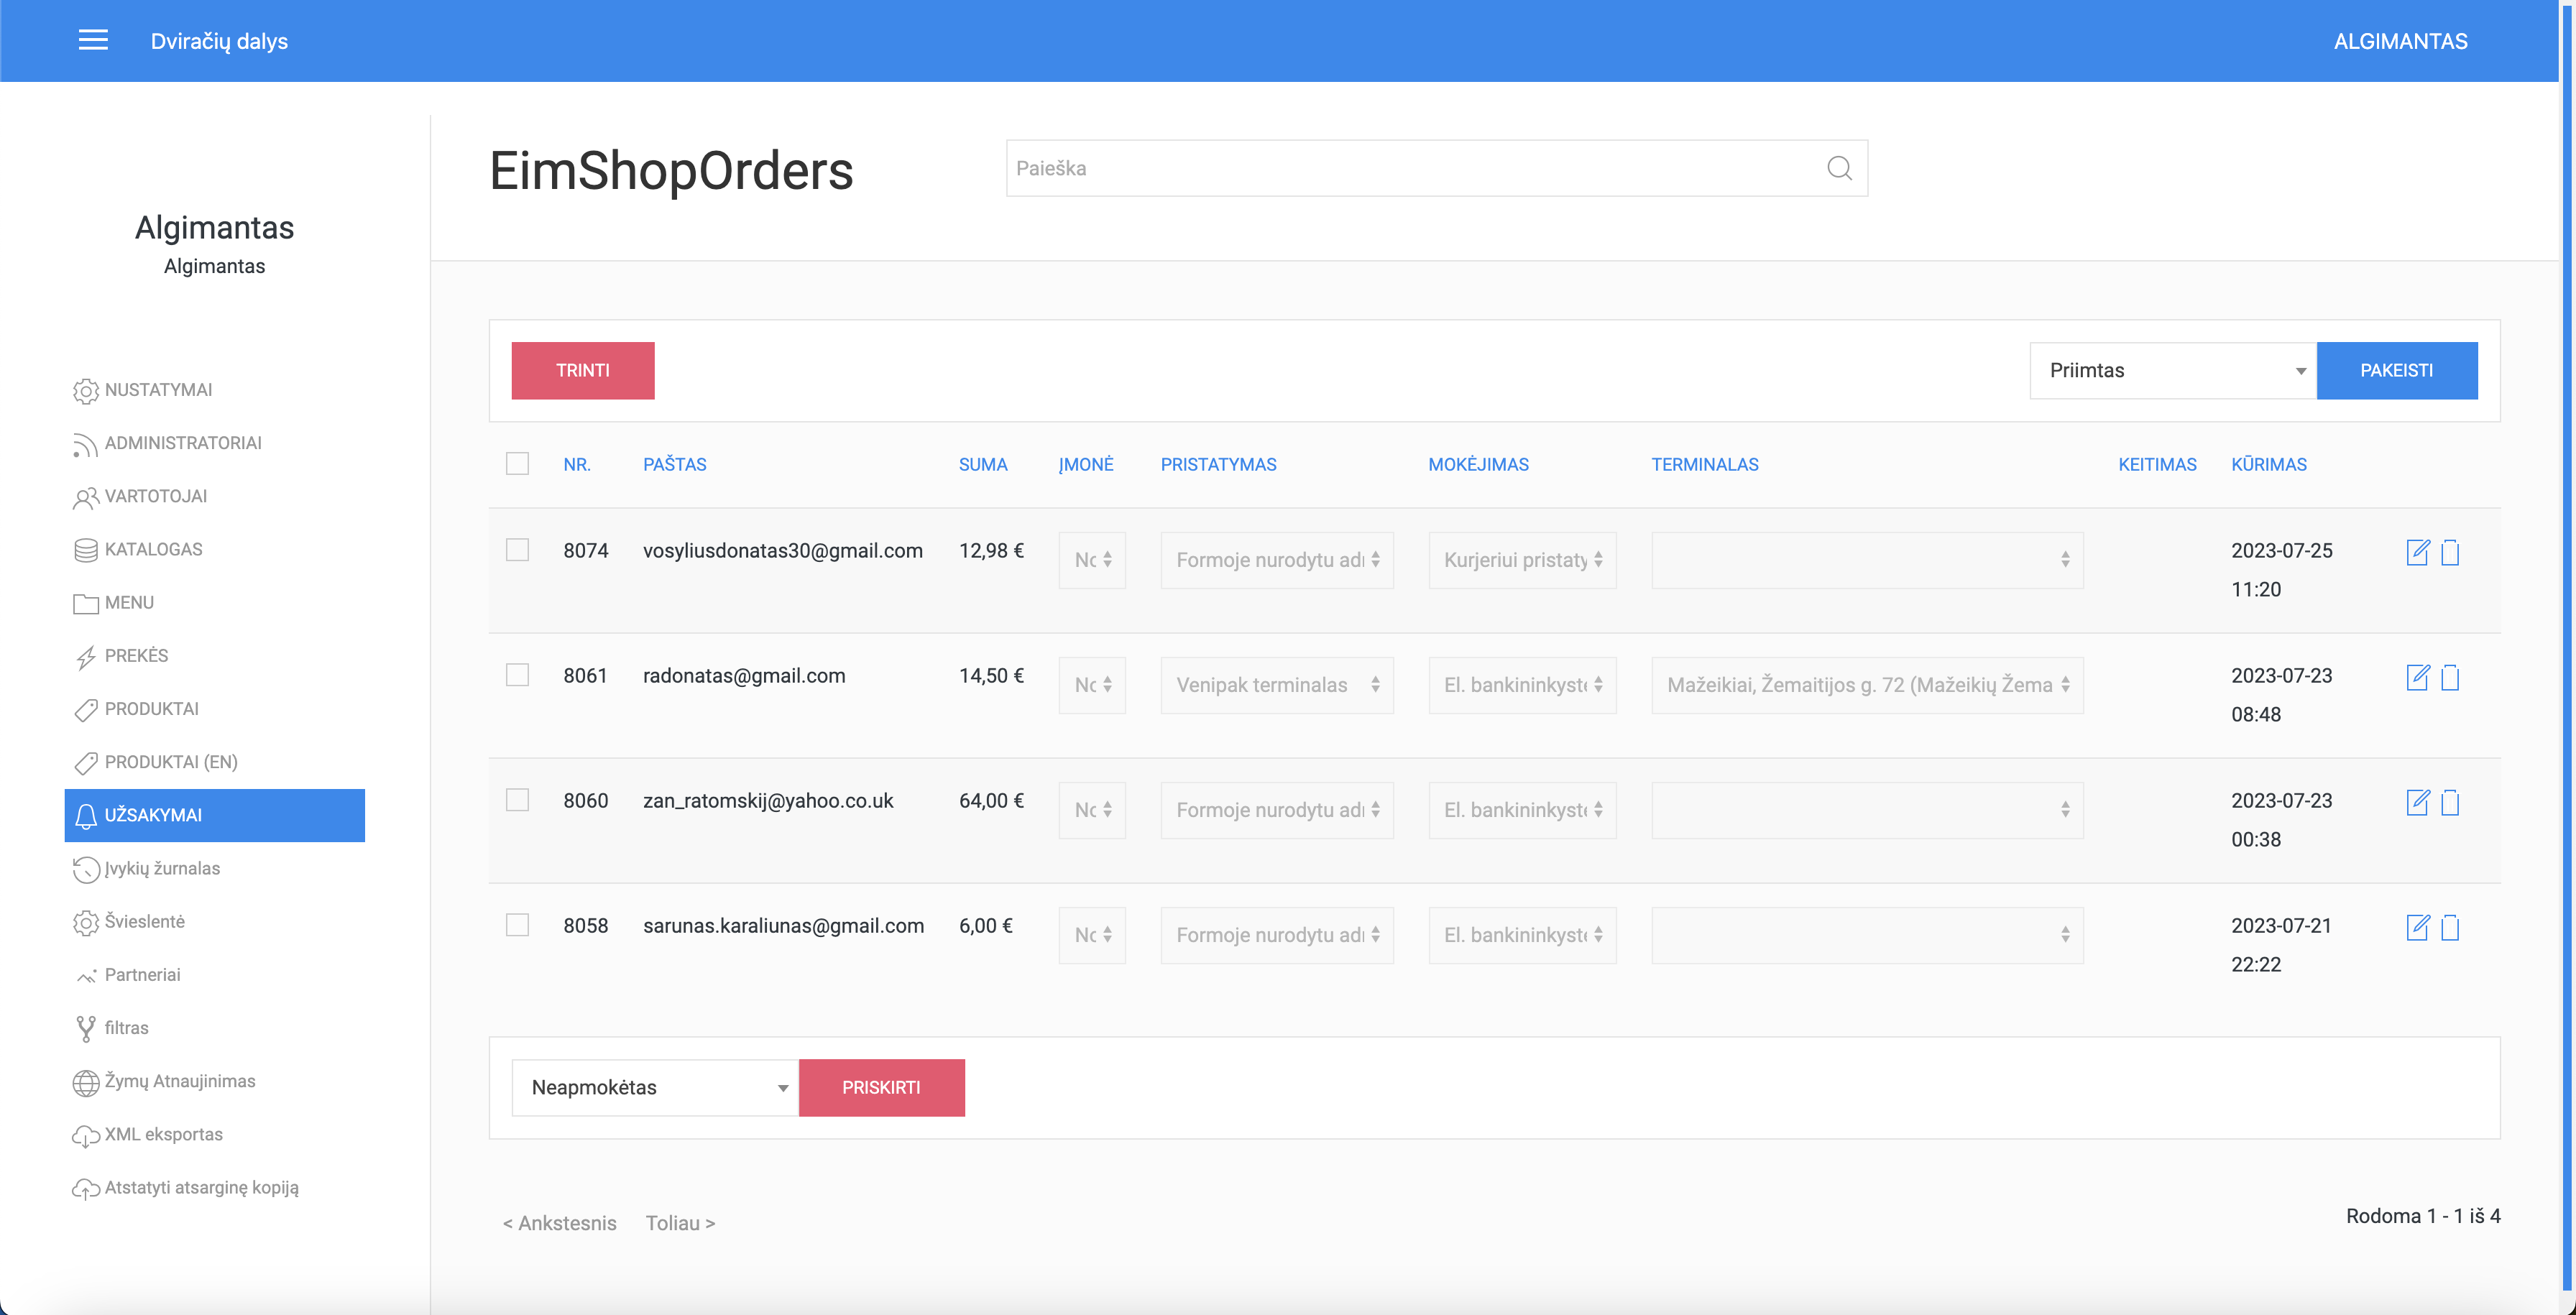 Dviračių dalys
ALGIMANTAS
Algimantas
Algimantas
NUSTATYMAI
ADMINISTRATORIAI
VARTOTOJAI
KATALOGAS
MENU
PREKĖS
PRODUKTAI
PRODUKTAI (EN)
UŽSAKYMAI
Įvykių žurnalas
Švieslentė
Partneriai
filtras
Žymų Atnaujinimas
XML eksportas
Atstatyti atsarginę kopiją
EimShopOrders
Paieška
TRINTI
Priimtas
PAKEISTI
NR. PAŠTAS SUMA ĮMONĖ PRISTATYMAS MOKĖJIMAS TERMINALAS KEITIMAS KŪRIMAS
8074 vosyliusdonatas30@gmail.com 12,98 € Nc Formoje nurodytu adı Kurjeriui pristaty 2023-07-25
11:20
8061 radonatas@gmail.com 14,50 € Nc Venipak terminalas El. bankininkystė Mažeikiai, Žemaitijos g. 72 (Mažeikių Žema 2023-07-23
08:48
8060 zan_ratomskij@yahoo.co.uk 64,00 € Nc Formoje nurodytu adı El. bankininkystė 2023-07-23
00:38
8058 sarunas.karaliunas@gmail.com 6,00 € Nc Formoje nurodytu adı El. bankininkystė 2023-07-21
22:22
Neapmokėtas
PRISKIRTI
< Ankstesnis Toliau >
Rodoma 1 - 1 iš 4